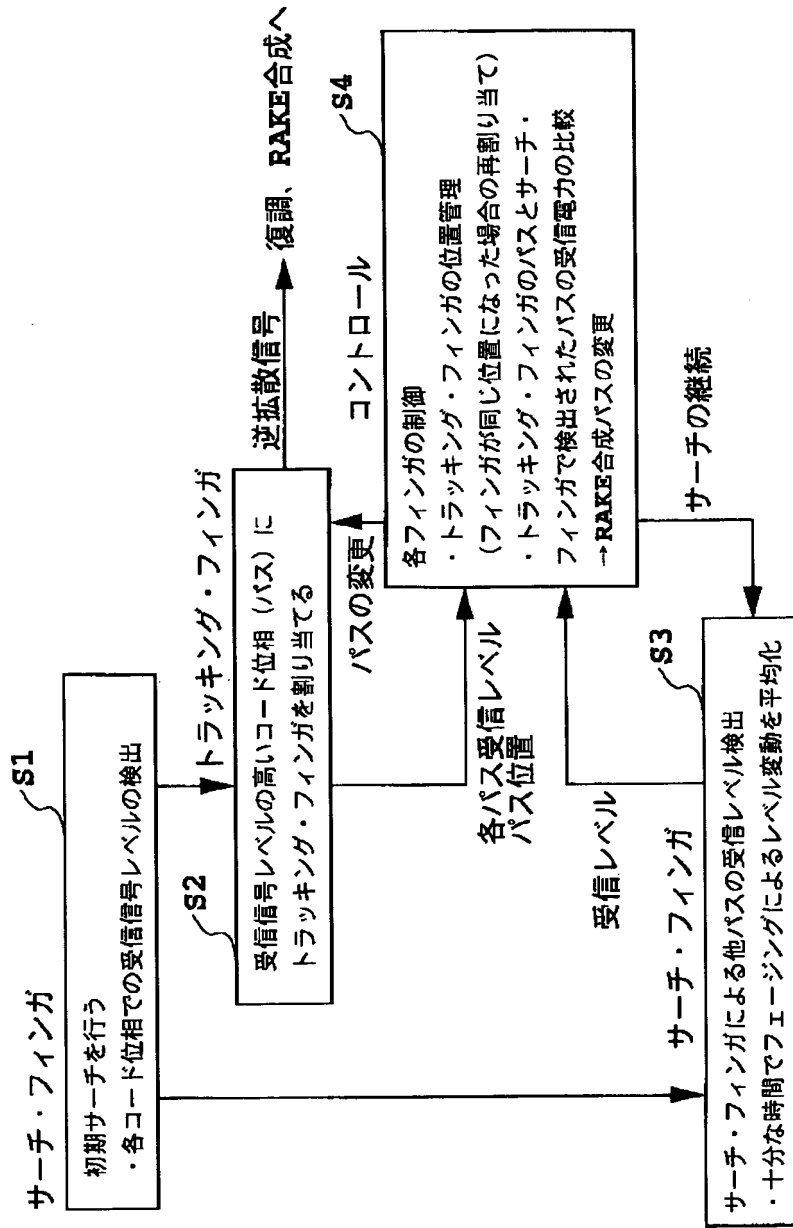 サーチ・フィンガ
S1
初期サーチを行う
・各コード位相での受信信号レベルの検出
トラッキング・フィンガ
S2
受信信号レベルの高いコード位相（パス）に
トラッキング・フィンガを割り当てる
逆拡散信号
復調、RAKE合成へ
パスの変更
コントロール
S4
各フィンガの制御
・トラッキング・フィンガの位置管理
（フィンガが同じ位置になった場合の再割り当て）
・トラッキング・フィンガのパスとサーチ・
フィンガで検出されたパスの受信電力の比較
→RAKE合成パスの変更
各パス受信レベル
パス位置
受信レベル
サーチの継続
サーチ・フィンガ
S3
サーチ・フィンガによる他パスの受信レベル検出
・十分な時間でフェージングによるレベル変動を平均化